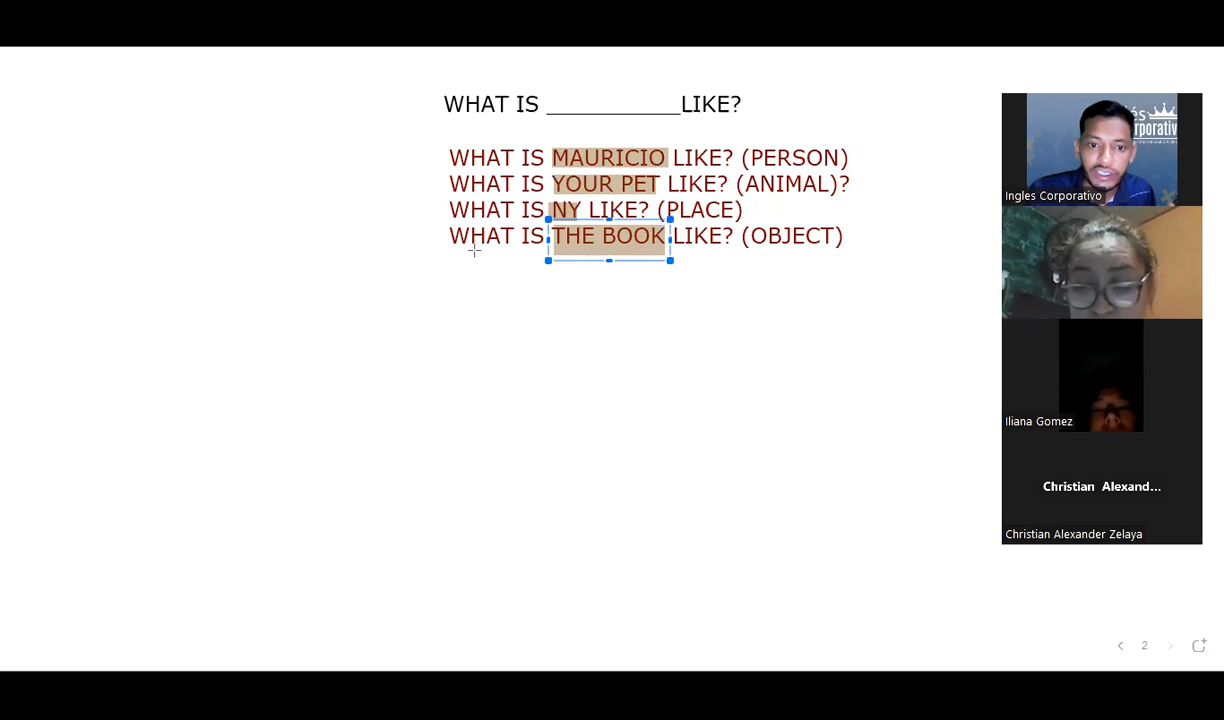 WHAT IS ___________LIKE?
WHAT IS MAURICIO LIKE? (PERSON)
WHAT IS YOUR PET LIKE? (ANIMAL)?
WHAT IS NY LIKE? (PLACE)
WHAT IS THE BOOK LIKE? (OBJECT)
Ingles Corporativo
Iliana Gomez
Christian Alexand...
Christian Alexander Zelaya
2